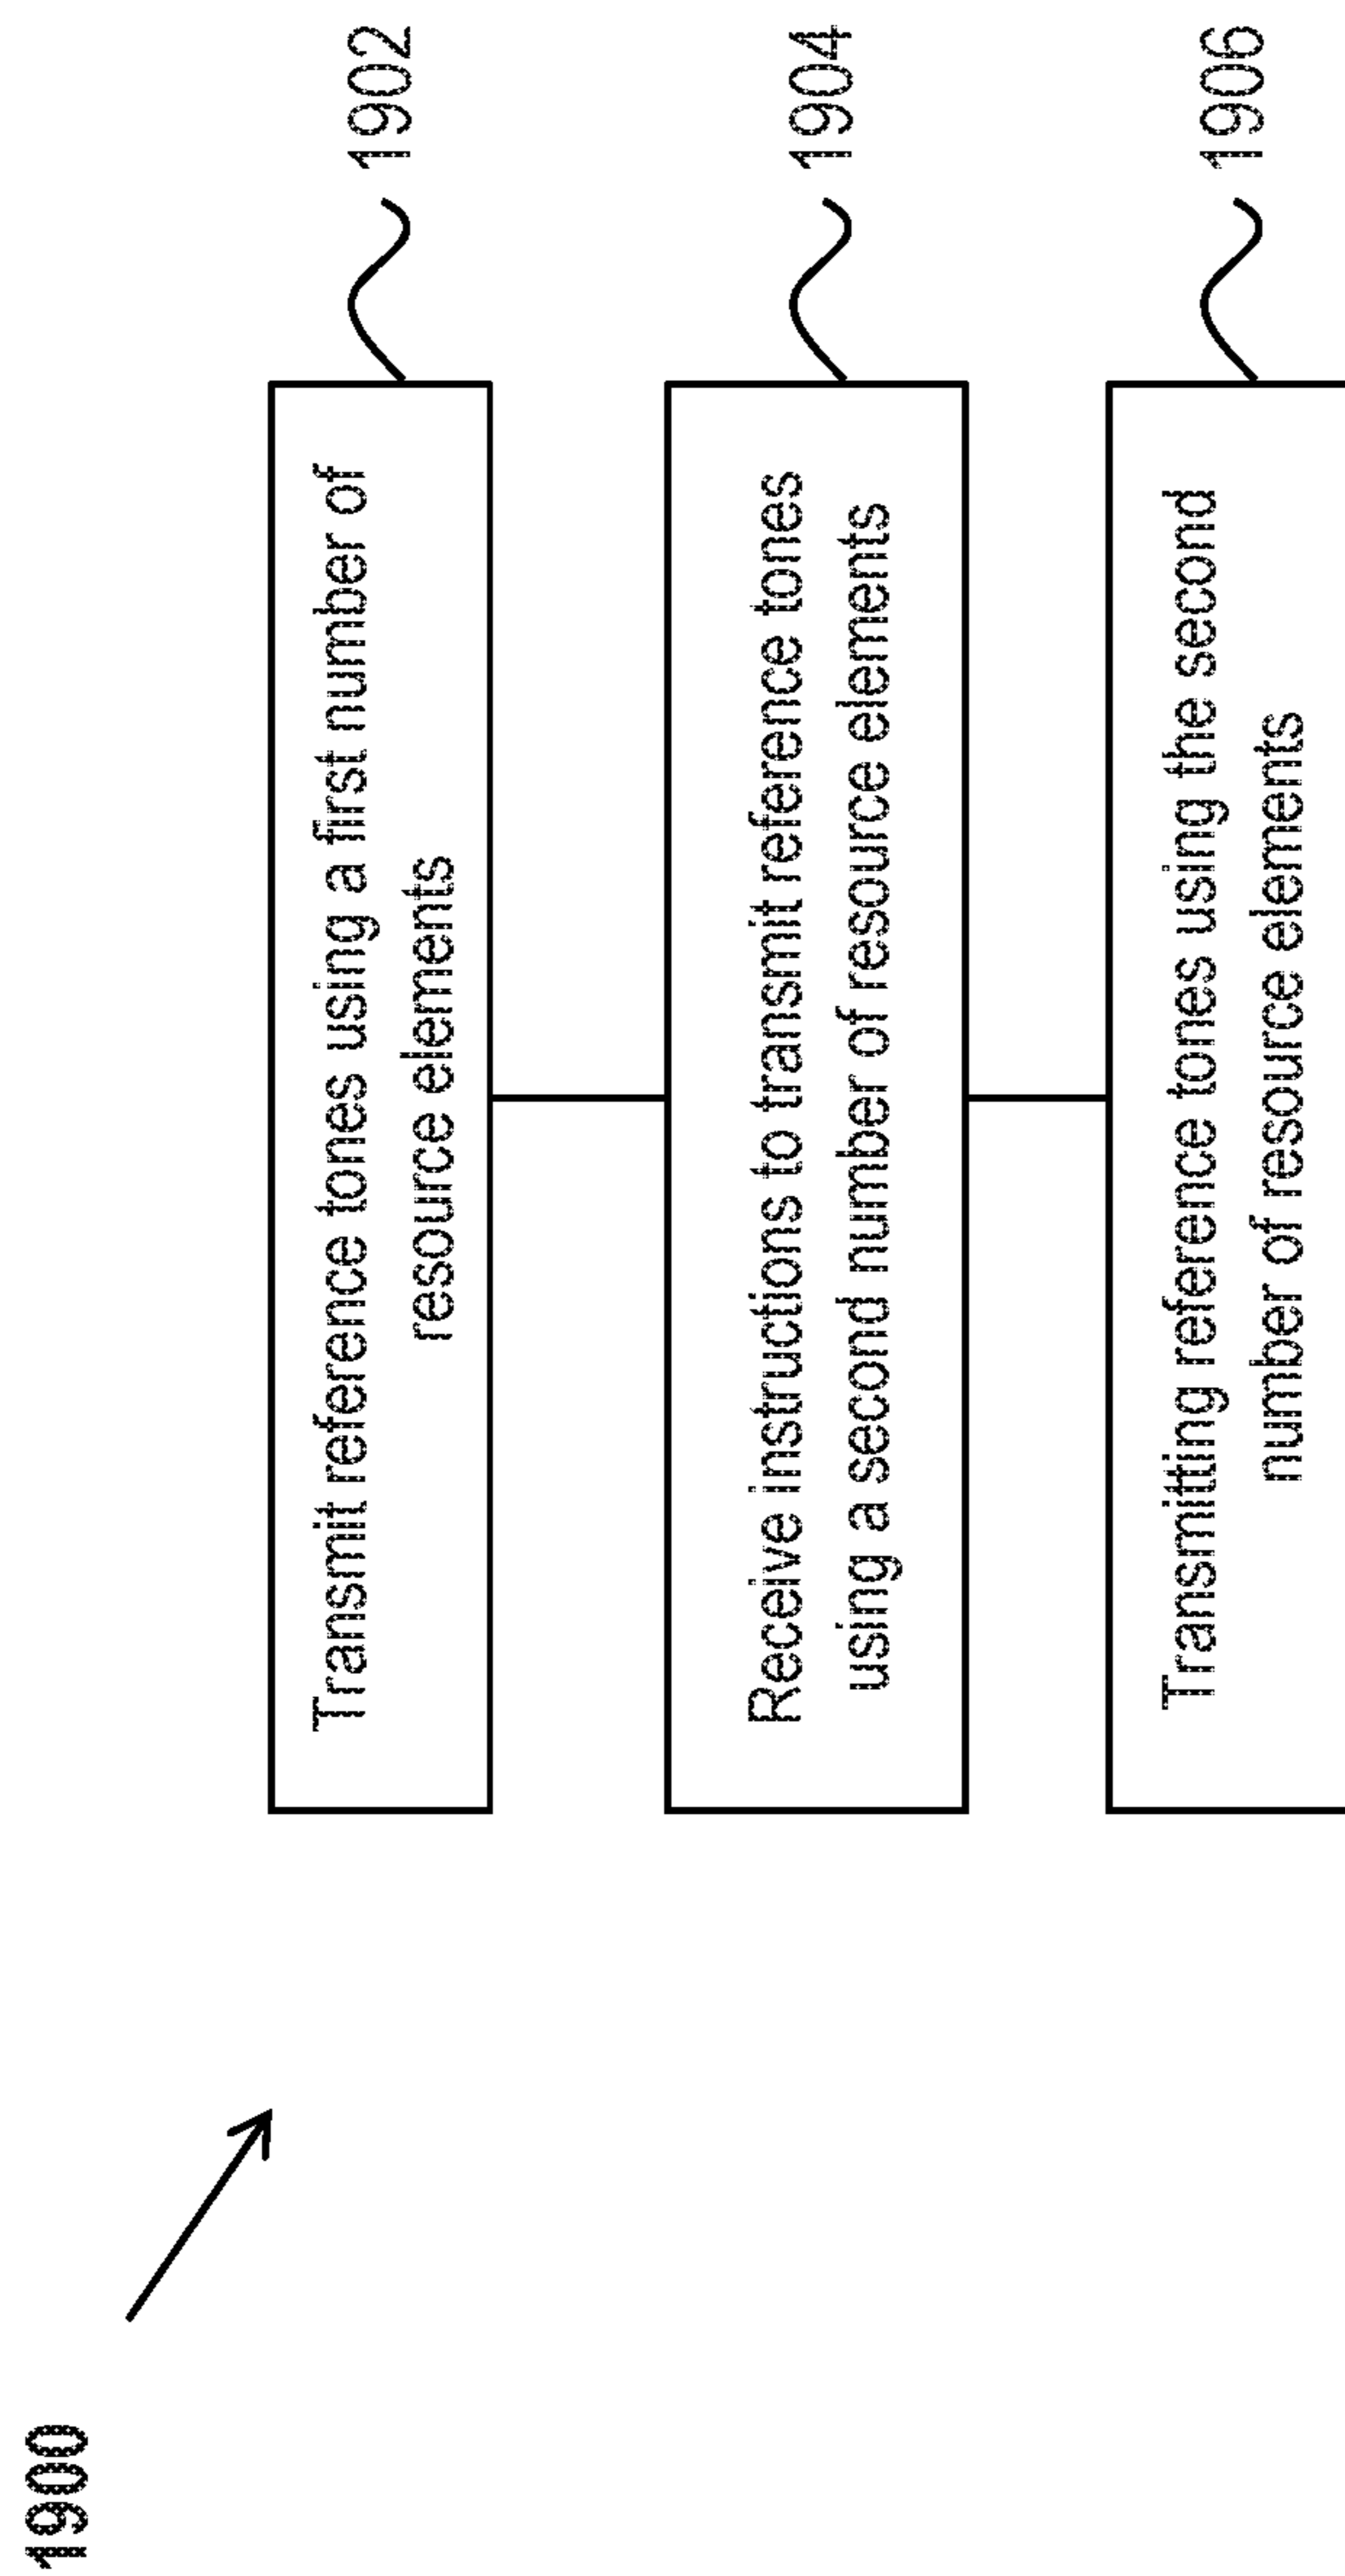 1900
Transmit reference tones using a first number of
resource elements
1902
Receive instructions to transmit reference tones
using a second number of resource elements
1904
Transmitting reference tones using the second
number of resource elements
1906